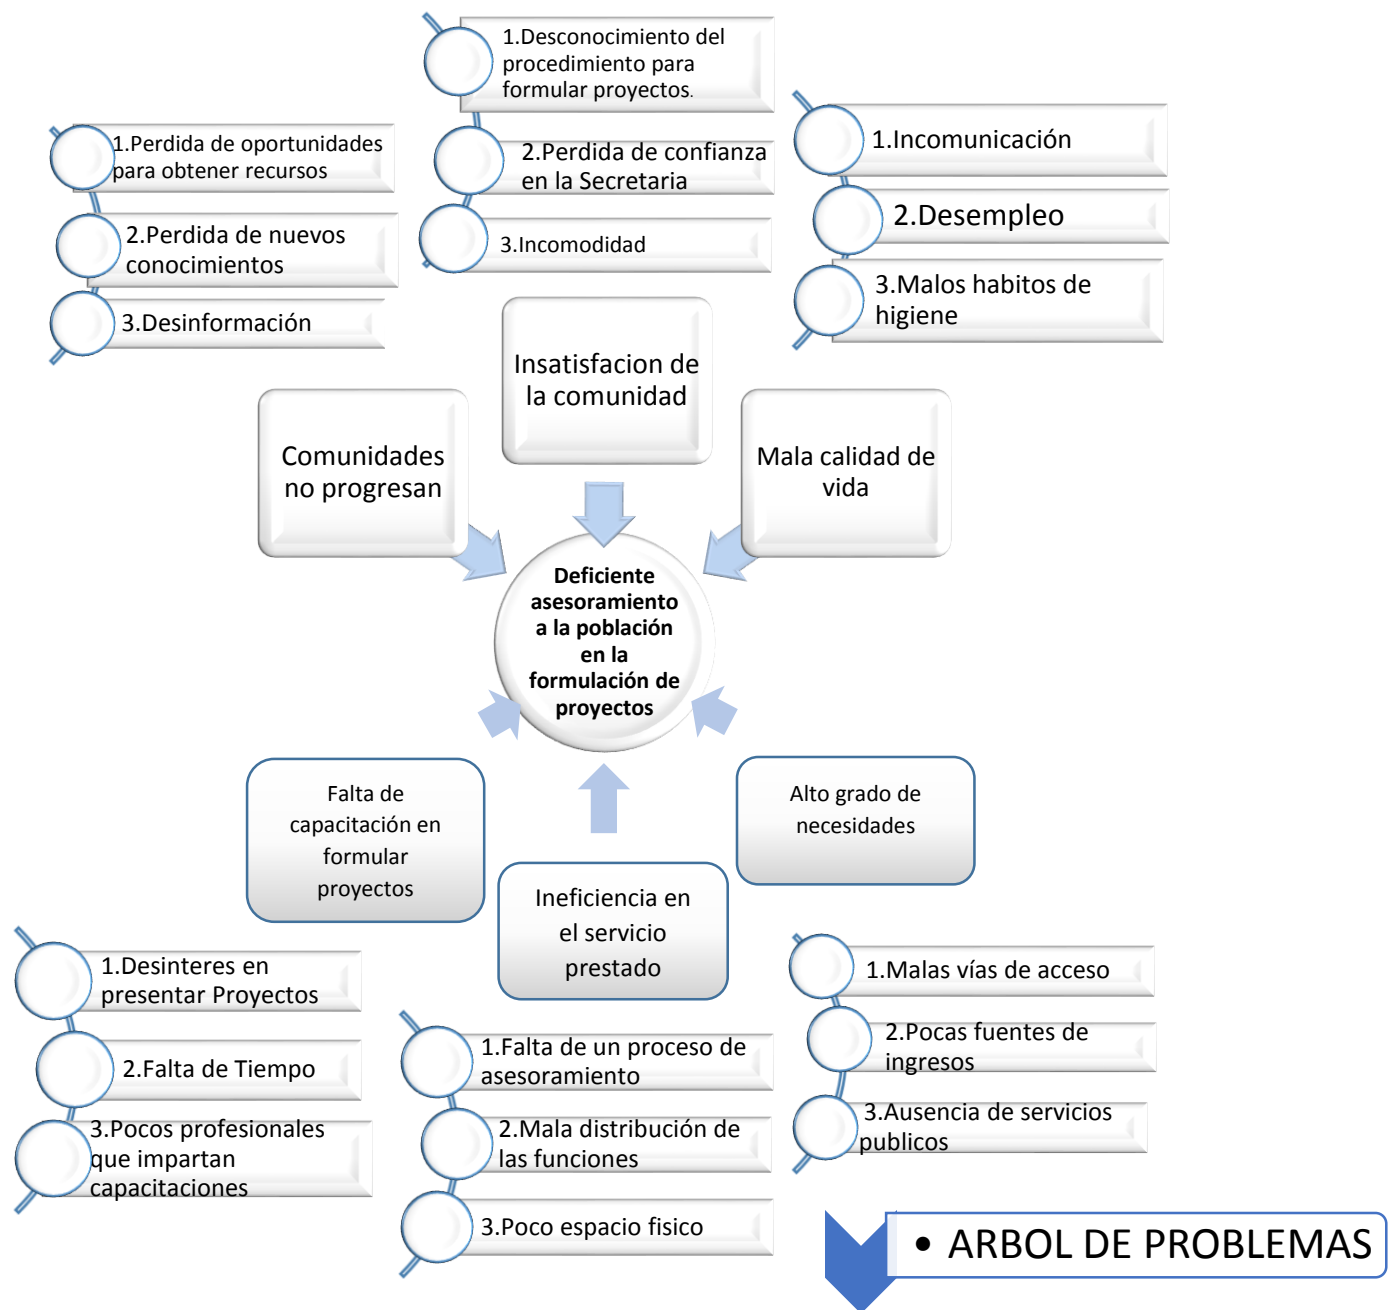 1.Desconocimiento del
procedimiento para
formular proyectos.
1.Perdida de oportunidades
para obtener recursos
2.Perdida de nuevos
conocimientos
3.Desinformación
2.Perdida de confianza
en la Secretaria
3.Incomodidad
1.Incomunicación
2.Desempleo
3.Malos habitos de
higiene
Comunidades
no progresan
Insatisfacion de
la comunidad
Mala calidad de
vida
Deficiente
asesoramiento
a la población
en la
formulación de
proyectos
Falta de
capacitación en
formular
proyectos
Ineficiencia en
el servicio
prestado
Alto grado de
necesidades
1.Desinteres en
presentar Proyectos
2.Falta de Tiempo
3.Pocos profesionales
que impartan
capacitaciones
1.Falta de un proceso de
asesoramiento
2.Mala distribución de
las funciones
3.Poco espacio fisico
1.Malas vías de acceso
2.Pocas fuentes de
ingresos
3.Ausencia de servicios
publicos
• ARBOL DE PROBLEMAS